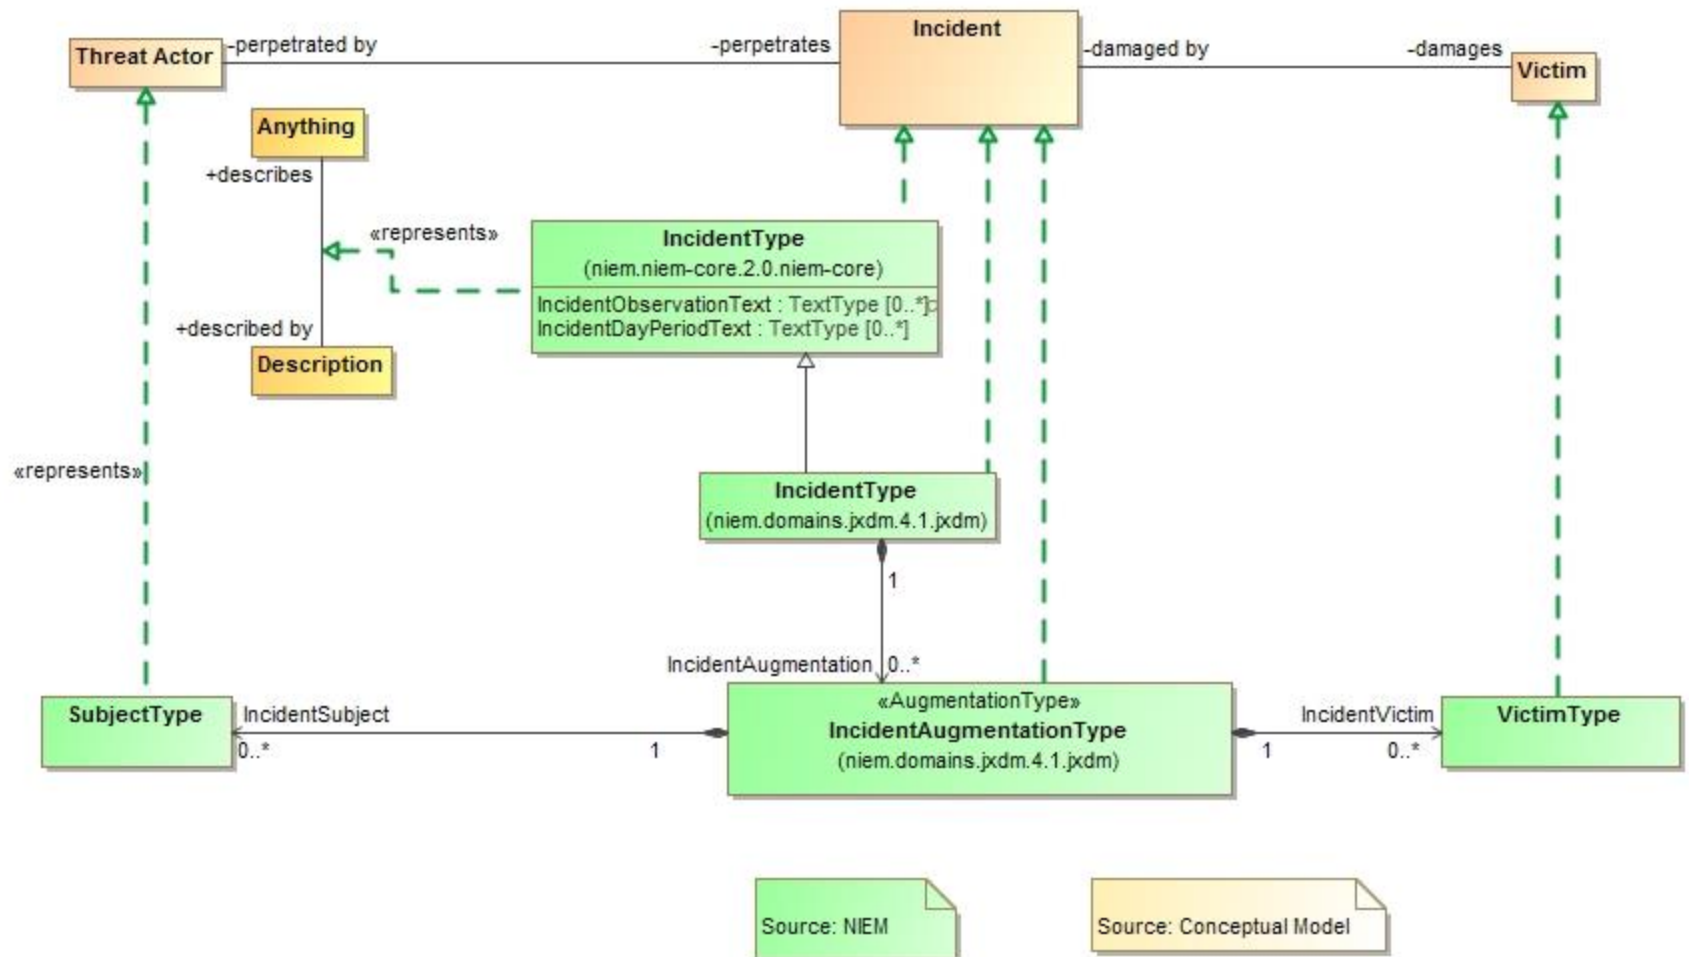 Incident
Threat Actor
-perpetrated by
-perpetrates
-damaged by
-damages
Victim
Anything
+describes
«represents»
+described by
Description
IncidentType
(niem.niem-core.2.0.niem-core)
IncidentObservationText : TextType [0..*]
IncidentDayPeriodText : TextType [0..*]
«represents»
IncidentType
(niem.domains.jxdm.4.1.jxdm)
1
IncidentAugmentation
0..*
SubjectType
IncidentSubject
0..*
1
«AugmentationType»
IncidentAugmentationType
(niem.domains.jxdm.4.1.jxdm)
1
IncidentVictim
0..*
VictimType
Source: NIEM
Source: Conceptual Model